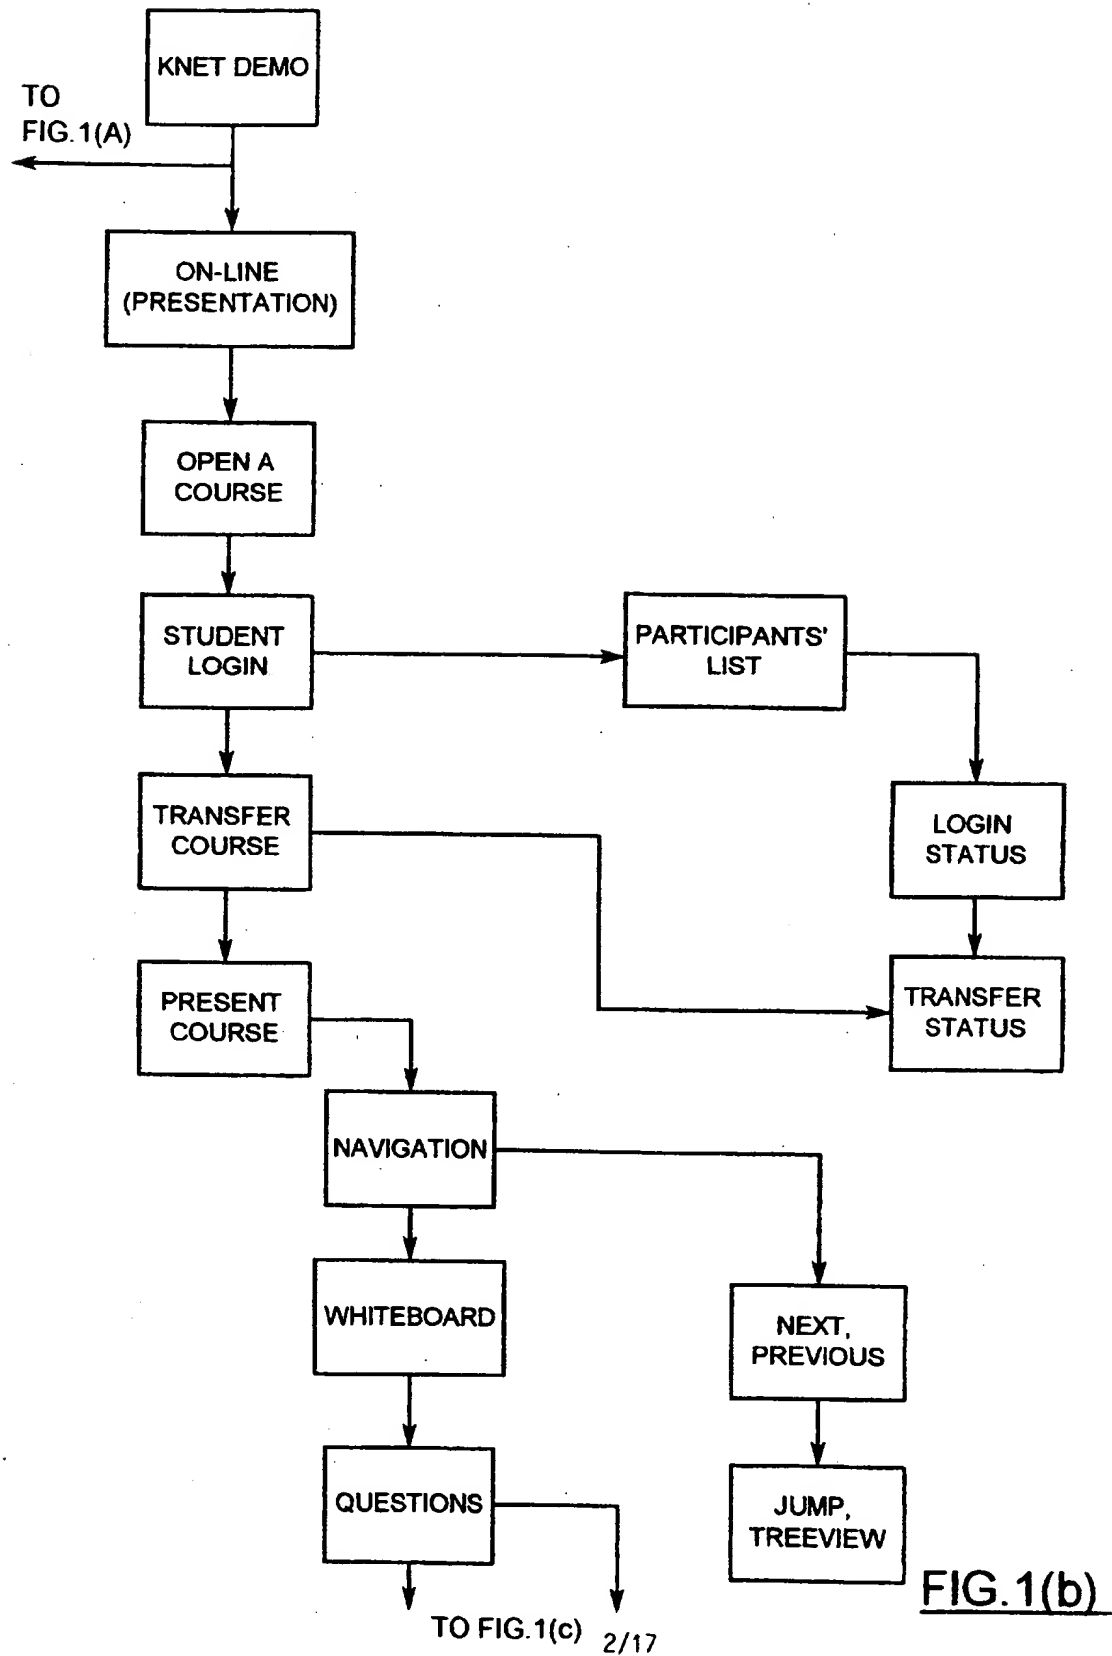 KNET DEMO
TO
FIG.1(A)
ON-LINE
(PRESENTATION)
OPEN A
COURSE
STUDENT
LOGIN
PARTICIPANTS'
LIST
TRANSFER
COURSE
LOGIN
STATUS
PRESENT
COURSE
TRANSFER
STATUS
NAVIGATION
WHITEBOARD
NEXT,
PREVIOUS
QUESTIONS
JUMP,
TREEVIEW
FIG.1(b)
TO FIG.1(c)
2/17